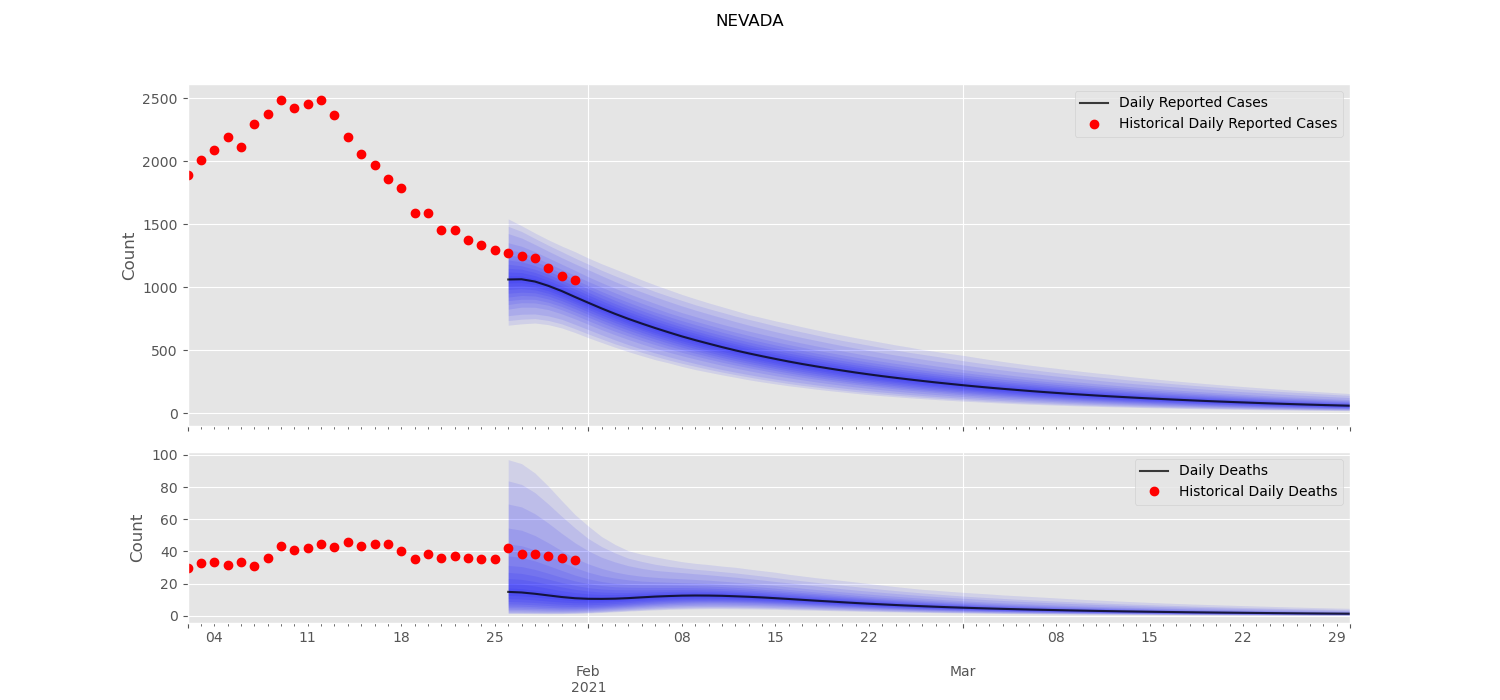 NEVADA
Daily Reported Cases
Historical Daily Reported Cases
2500
2000
1500
1000
500
0
Count
Daily Deaths
Historical Daily Deaths
100
80
60
40
20
0
Count
04 11 18 25 08 15 22 08 15 22 29
Feb Mar
2021